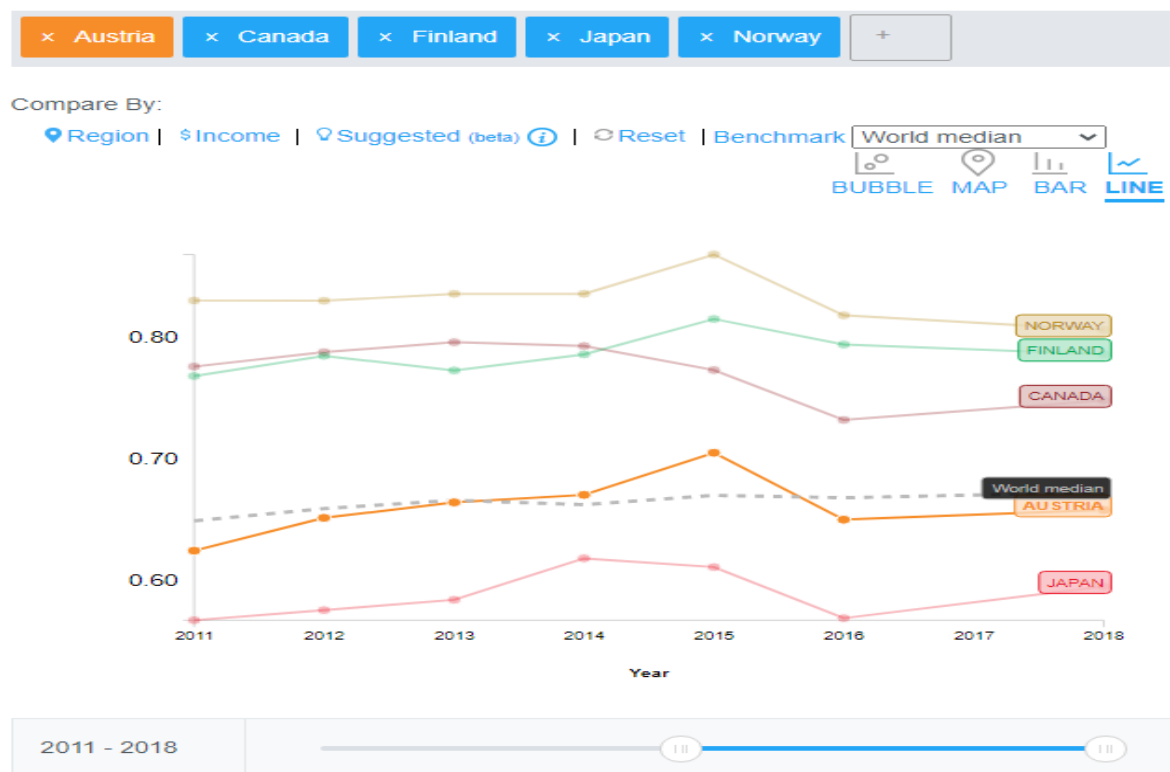 × Austria × Canada × Finland × Japan × Norway +
Compare By:
Region | $ Income | Suggested (beta) i | Reset | Benchmark World median
BUBBLE MAP BAR LINE
0.80
0.70
0.60
NORWAY
FINLAND
CANADA
World median
AUSTRIA
JAPAN
2011 2012 2013 2014 2015 2016 2017 2018
Year
2011 - 2018